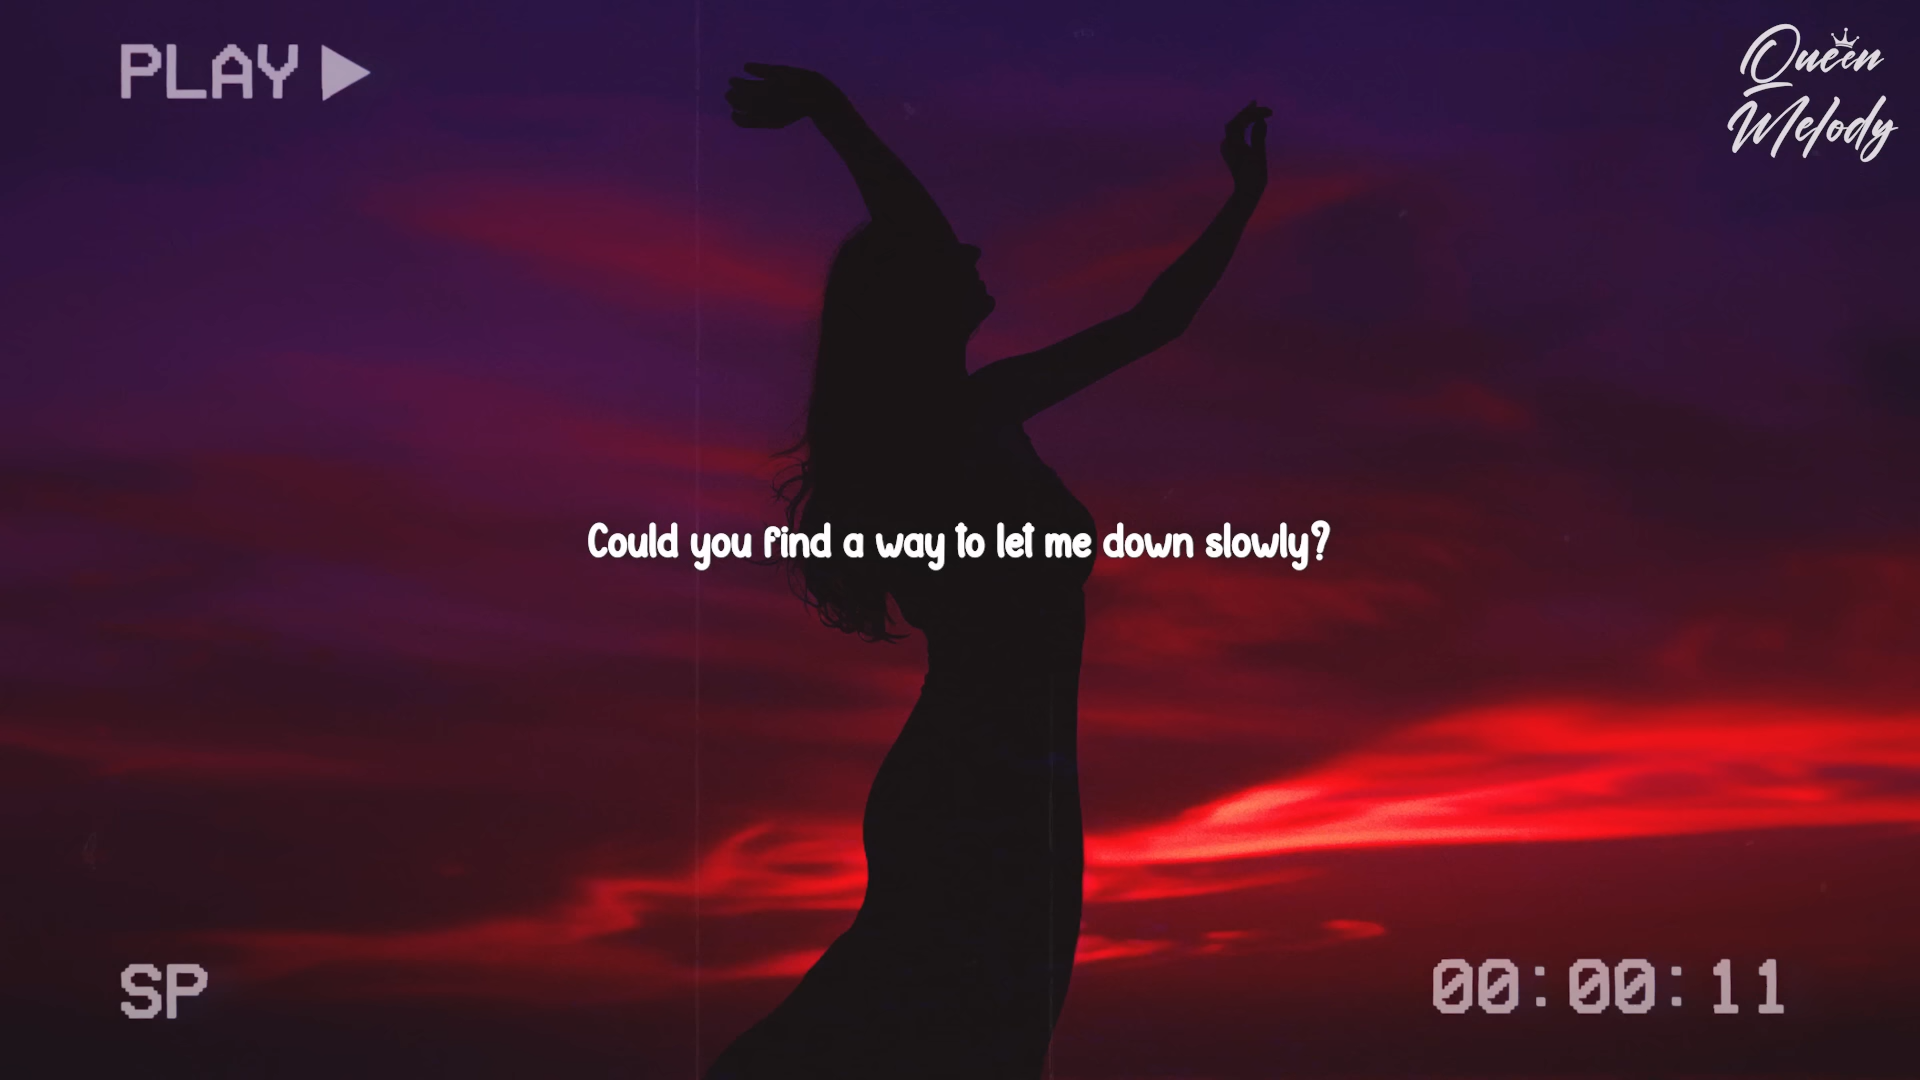 PLAY
Queen
Melody
Could you find a way to let me down slowly?
SP
00:00:11